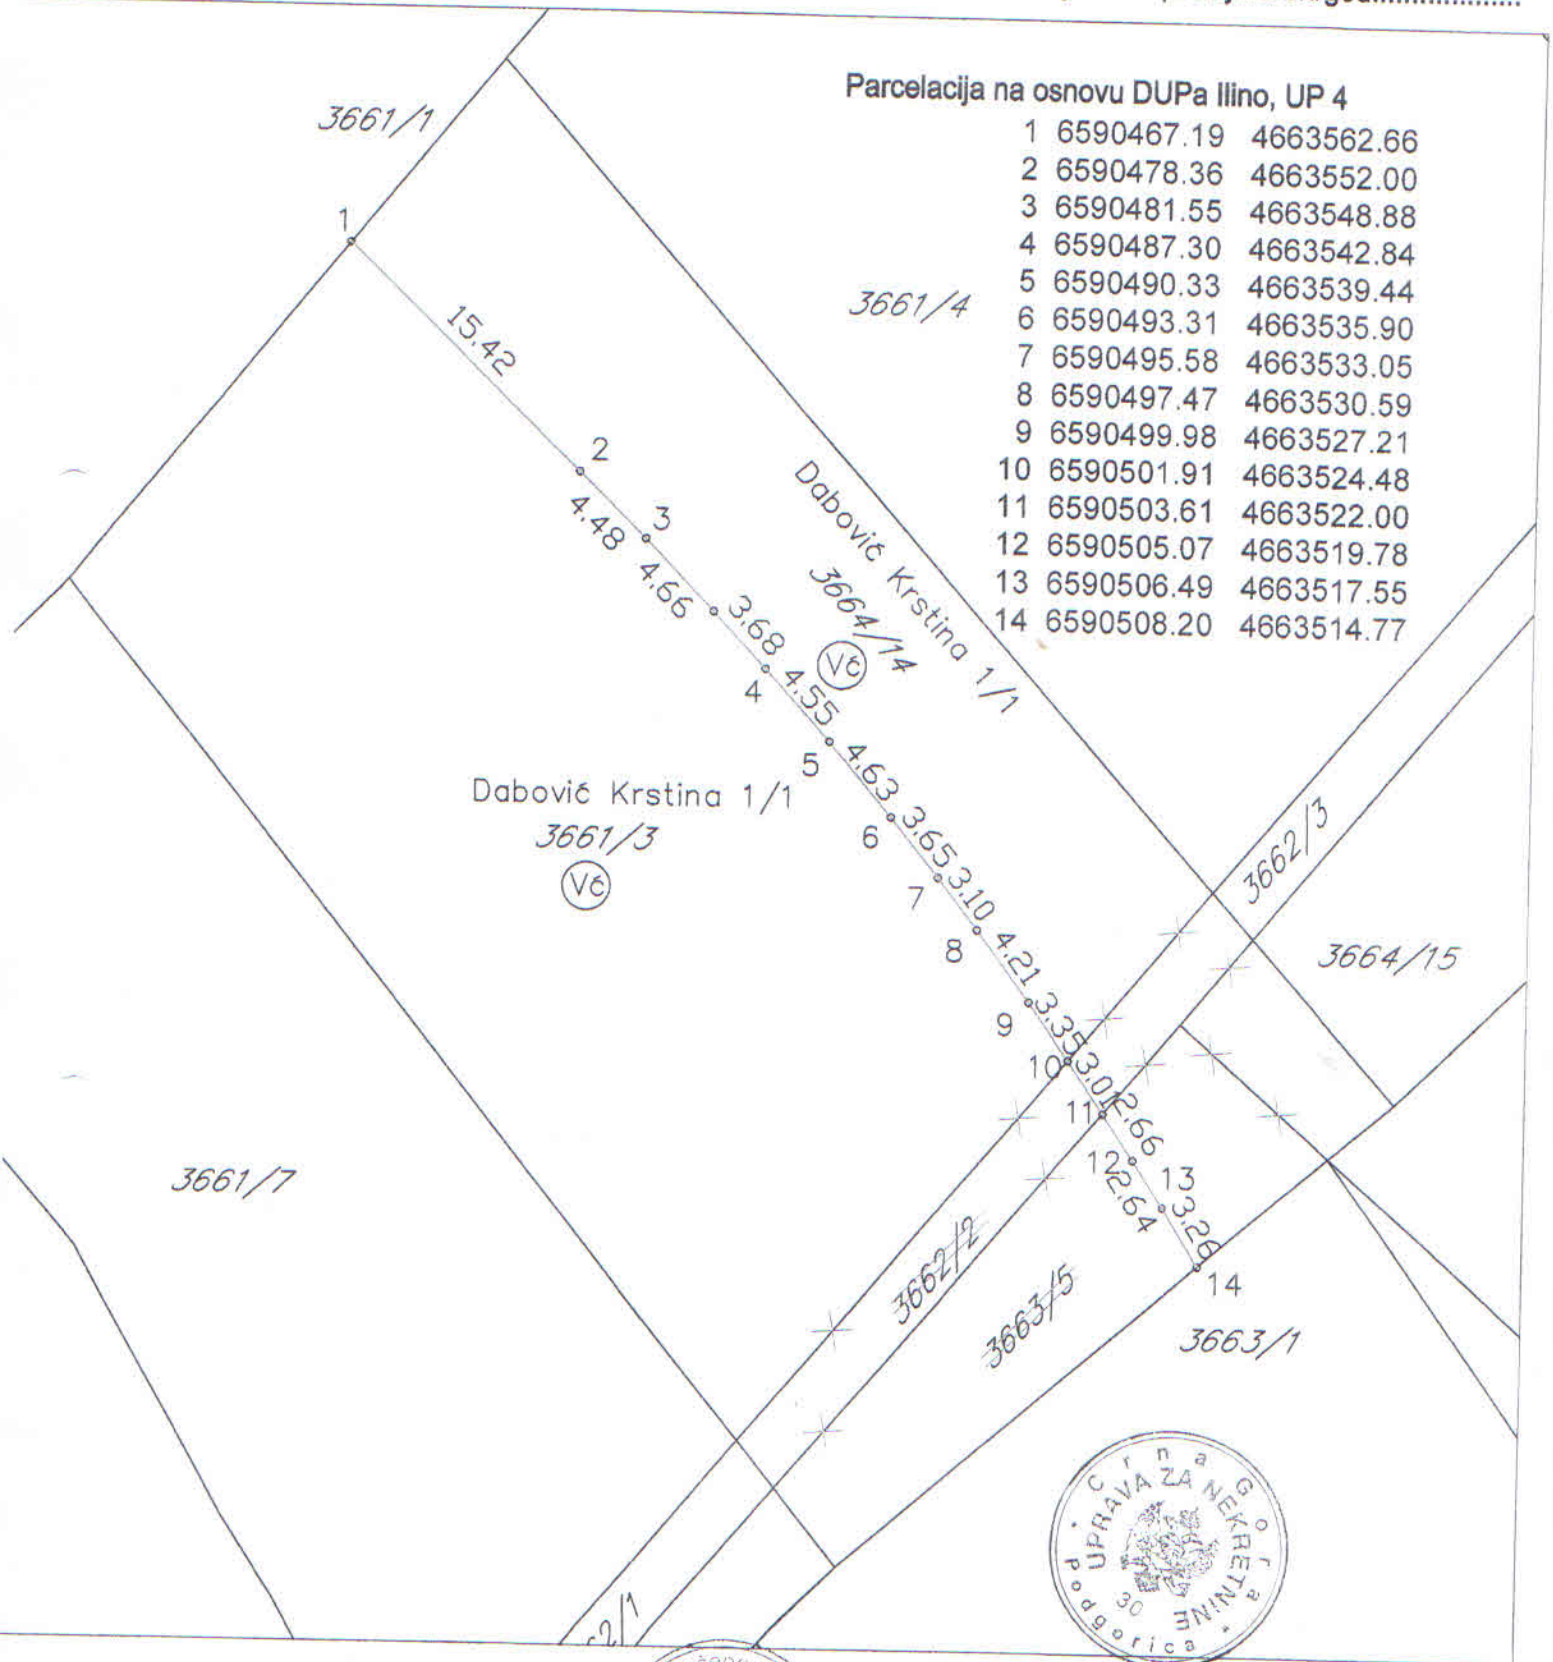 Parcelacija na osnovu DUPa Ilino, UP 4
1 6590467.19 4663562.66
2 6590478.36 4663552.00
3 6590481.55 4663548.88
4 6590487.30 4663542.84
5 6590490.33 4663539.44
6 6590493.31 4663535.90
7 6590495.58 4663533.05
8 6590497.47 4663530.59
9 6590499.98 4663527.21
10 6590501.91 4663524.48
11 6590503.61 4663522.00
12 6590505.07 4663519.78
13 6590506.49 4663517.55
14 6590508.20 4663514.77
3661/1
1
3661/4
15.42
2
4.48
3
4.66
3.68
4
4.55
5
4.63
6
3.65
7
3.10
8
4.21
9
3.35
10
3.01
11
2.66
12
2.64
13
3.26
14
Dabović Krstina 1/1
3664/14
Vć
Dabović Krstina 1/1
3661/3
Vć
3662/3
3664/15
3661/7
3662/2
3663/5
3663/1
Crna Gora
UPRAVA ZA NEKRETNINE
30
Podgorica
2/1